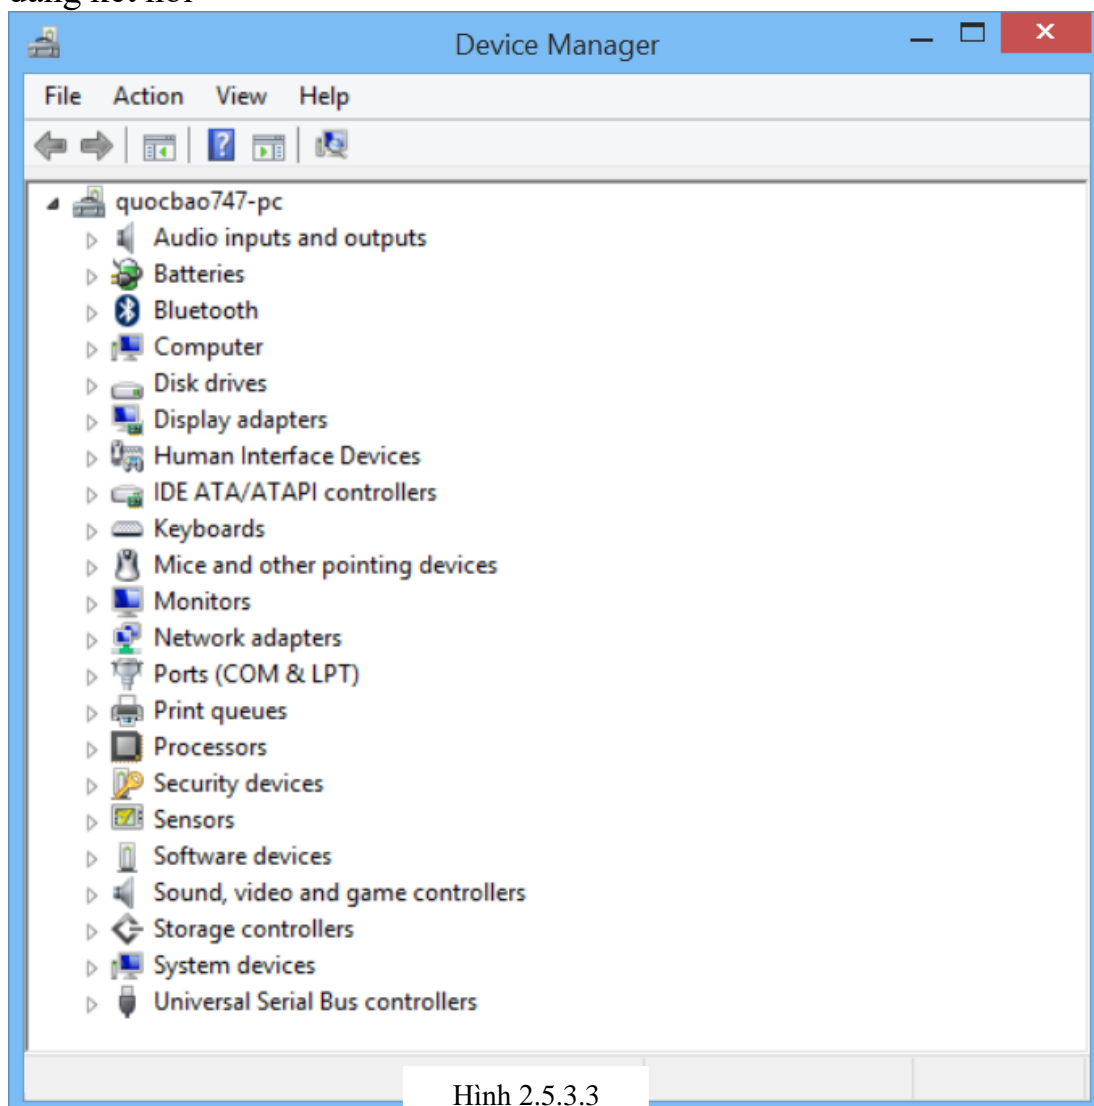 đang kết nối
Device Manager
File Action View Help
quocbao747-pc
Audio inputs and outputs
Batteries
Bluetooth
Computer
Disk drives
Display adapters
Human Interface Devices
IDE ATA/ATAPI controllers
Keyboards
Mice and other pointing devices
Monitors
Network adapters
Ports (COM & LPT)
Print queues
Processors
Security devices
Sensors
Software devices
Sound, video and game controllers
Storage controllers
System devices
Universal Serial Bus controllers
Hình 2.5.3.3